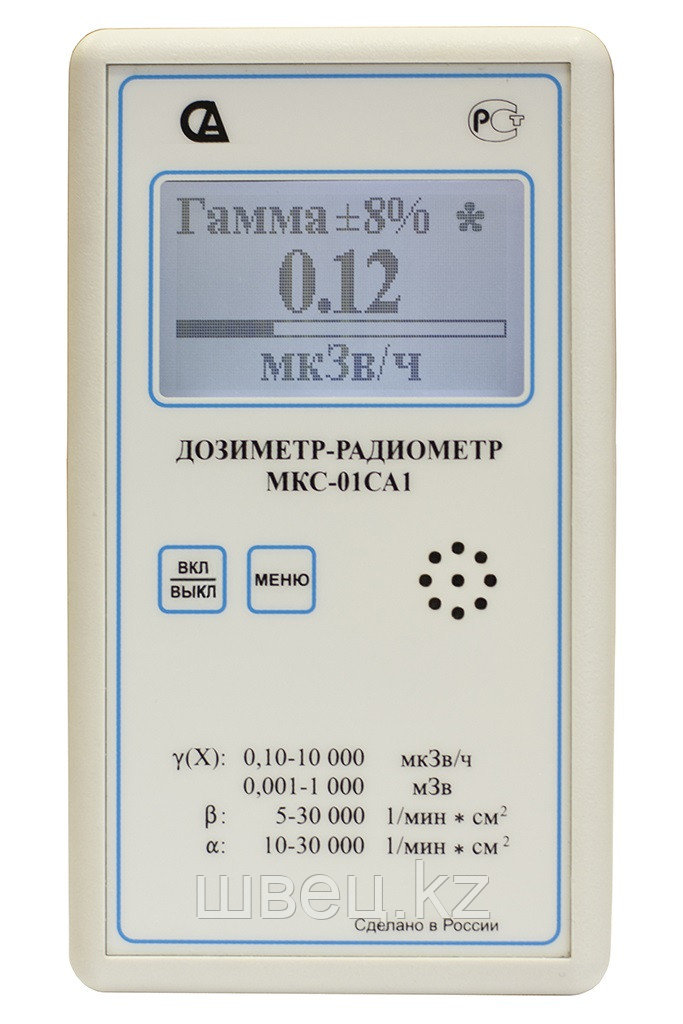 СА РСТ
Гамма ±8% *
0.12
мкЗв/ч
ДОЗИМЕТР-РАДИОМЕТР
МКС-01СА1
ВКЛ
ВЫКЛ
МЕНЮ
γ(X): 0,10-10 000 мкЗв/ч
0,001-1 000 мЗв
β: 5-30 000 1/мин * см²
α: 10-30 000 1/мин * см²
швец.kz
Сделано в России